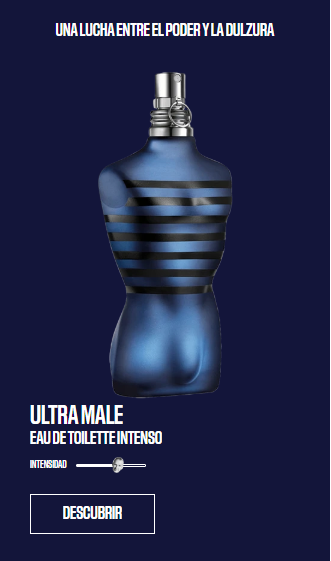 UNA LUCHA ENTRE EL PODER Y LA DULZURA
ULTRA MALE
EAU DE TOILETTE INTENSO
INTENSIDAD
DESCUBRIR